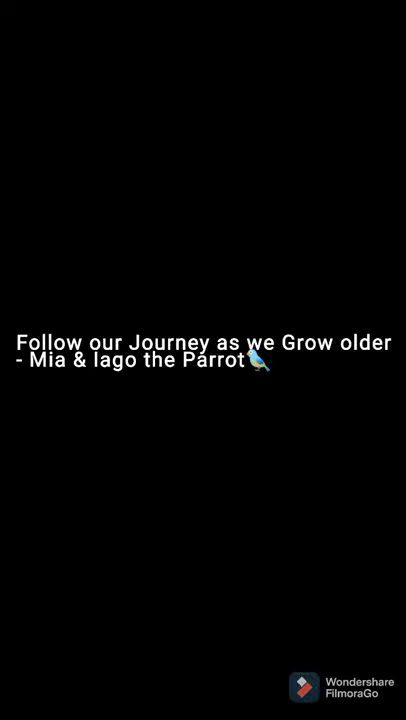 Follow our Journey as we Grow older
- Mia & Iago the Parrot🐦
Wondershare
FilmoraGo